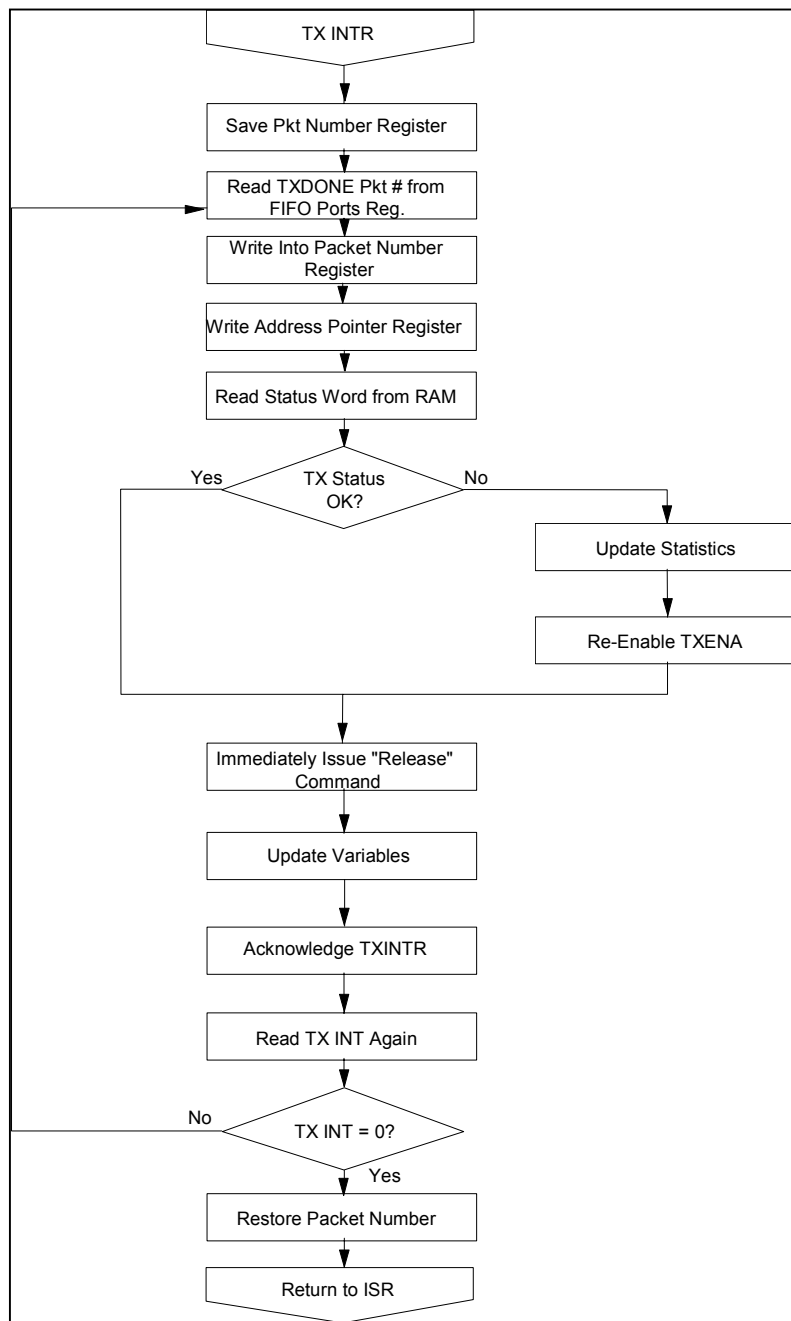 TX INTR
Save Pkt Number Register
Read TXDONE Pkt # from
FIFO Ports Reg.
Write Into Packet Number
Register
Write Address Pointer Register
Read Status Word from RAM
Yes
TX Status
OK?
No
Update Statistics
Re-Enable TXENA
Immediately Issue "Release"
Command
Update Variables
Acknowledge TXINTR
Read TX INT Again
No
TX INT = 0?
Yes
Restore Packet Number
Return to ISR